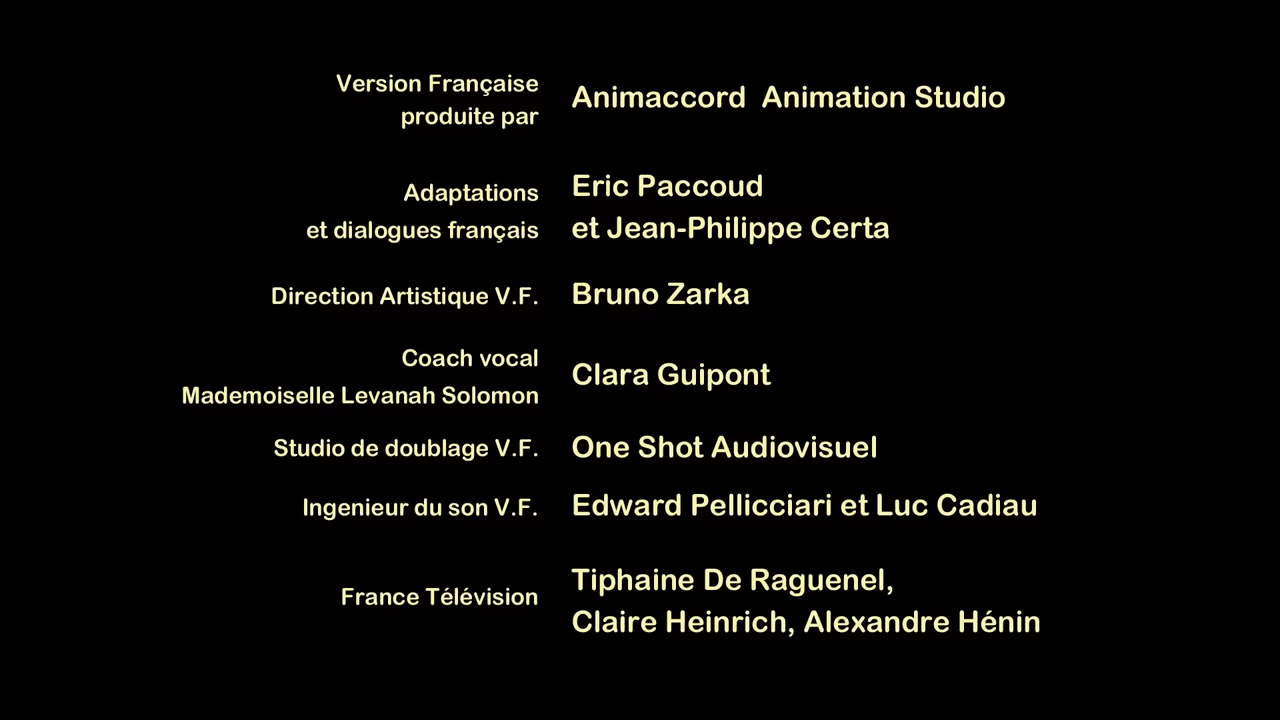 Version Française
produite par
Animaccord  Animation Studio
Adaptations
et dialogues français
Eric Paccoud
et Jean-Philippe Certa
Direction Artistique V.F.
Bruno Zarka
Coach vocal
Mademoiselle Levanah Solomon
Clara Guipont
Studio de doublage V.F.
One Shot Audiovisuel
Ingenieur du son V.F.
Edward Pellicciari et Luc Cadiau
France Télévision
Tiphaine De Raguenel,
Claire Heinrich, Alexandre Hénin